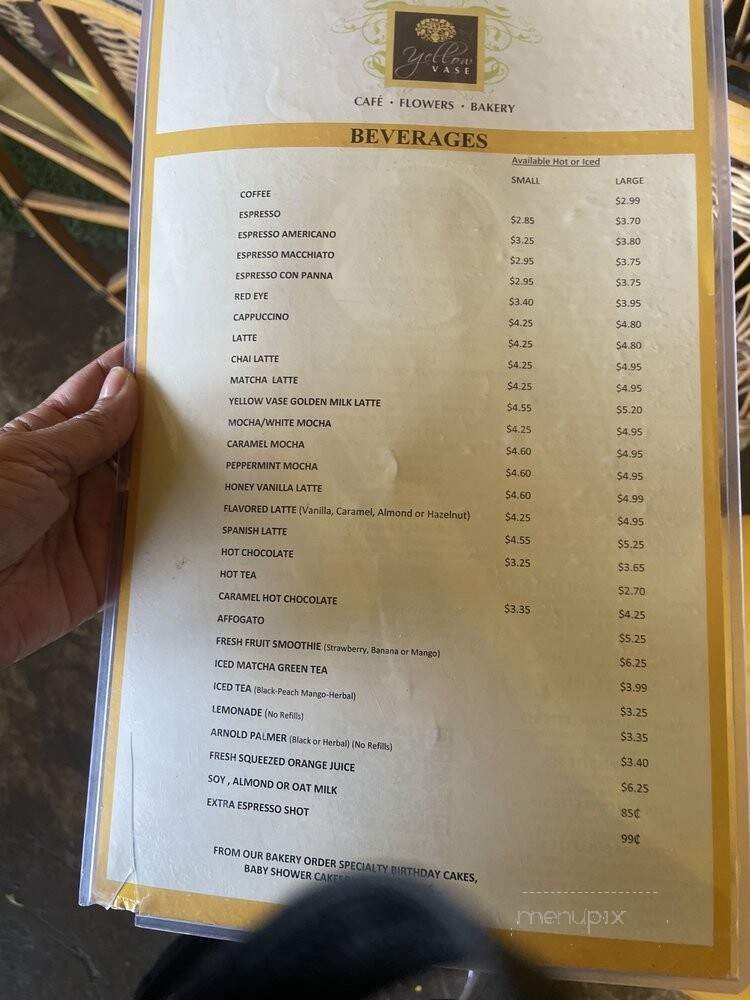 Yellow
VASE
CAFÉ • FLOWERS • BAKERY
BEVERAGES
Available Hot or Iced
SMALL LARGE
COFFEE $2.99
ESPRESSO $2.85 $3.70
ESPRESSO AMERICANO $3.25 $3.80
ESPRESSO MACCHIATO $2.95 $3.75
ESPRESSO CON PANNA $2.95 $3.75
RED EYE $3.40 $3.95
CAPPUCCINO $4.25 $4.80
LATTE $4.25 $4.80
CHAI LATTE $4.25 $4.95
MATCHA LATTE $4.25 $4.95
YELLOW VASE GOLDEN MILK LATTE $4.55 $5.20
MOCHA/WHITE MOCHA $4.25 $4.95
CARAMEL MOCHA $4.60 $4.95
PEPPERMINT MOCHA $4.60 $4.95
HONEY VANILLA LATTE $4.60 $4.99
FLAVORED LATTE (Vanilla, Caramel, Almond or Hazelnut) $4.25 $4.95
SPANISH LATTE $4.55 $5.25
HOT CHOCOLATE $3.25 $3.65
HOT TEA $2.70
CARAMEL HOT CHOCOLATE $3.35 $4.25
AFFOGATO $5.25
FRESH FRUIT SMOOTHIE (Strawberry, Banana or Mango) $6.25
ICED MATCHA GREEN TEA $3.99
ICED TEA (Black-Peach Mango-Herbal) $3.25
LEMONADE (No Refills) $3.35
ARNOLD PALMER (Black or Herbal) (No Refills) $3.40
FRESH SQUEEZED ORANGE JUICE $6.25
SOY , ALMOND OR OAT MILK 85¢
EXTRA ESPRESSO SHOT 99¢
FROM OUR BAKERY ORDER SPECIALTY BIRTHDAY CAKES,
BABY SHOWER CAKES
menupix